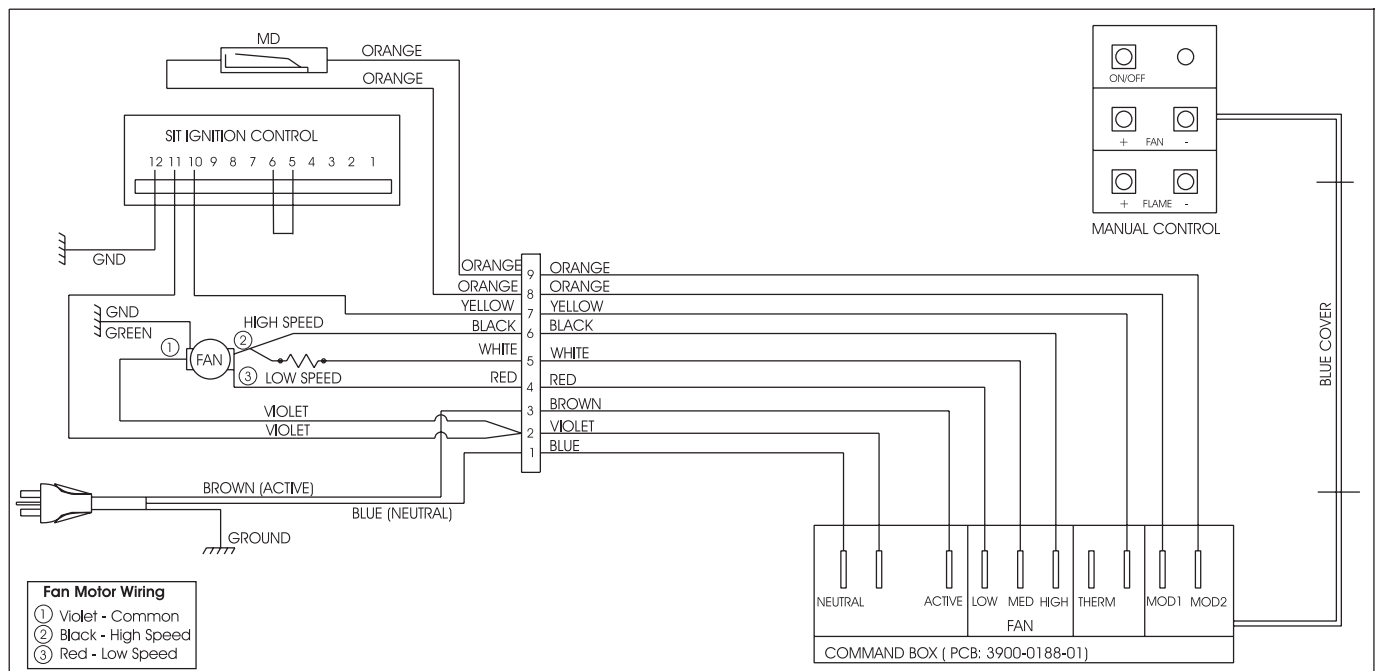 MD
ORANGE
ORANGE
SIT IGNITION CONTROL
12 11 10 9 8 7 6 5 4 3 2 1
GND
ON/OFF
+ FAN -
+ FLAME -
MANUAL CONTROL
BLUE COVER
ORANGE 9 ORANGE
ORANGE 8 ORANGE
YELLOW 7 YELLOW
BLACK 6 BLACK
WHITE 5 WHITE
RED 4 RED
3 BROWN
2 VIOLET
1 BLUE
GND
GREEN
HIGH SPEED
1 FAN 2
3 LOW SPEED
VIOLET
VIOLET
BROWN (ACTIVE)
BLUE (NEUTRAL)
GROUND
Fan Motor Wiring
1 Violet - Common
2 Black - High Speed
3 Red - Low Speed
NEUTRAL ACTIVE LOW MED HIGH THERM MOD1 MOD2
FAN
COMMAND BOX ( PCB: 3900-0188-01)